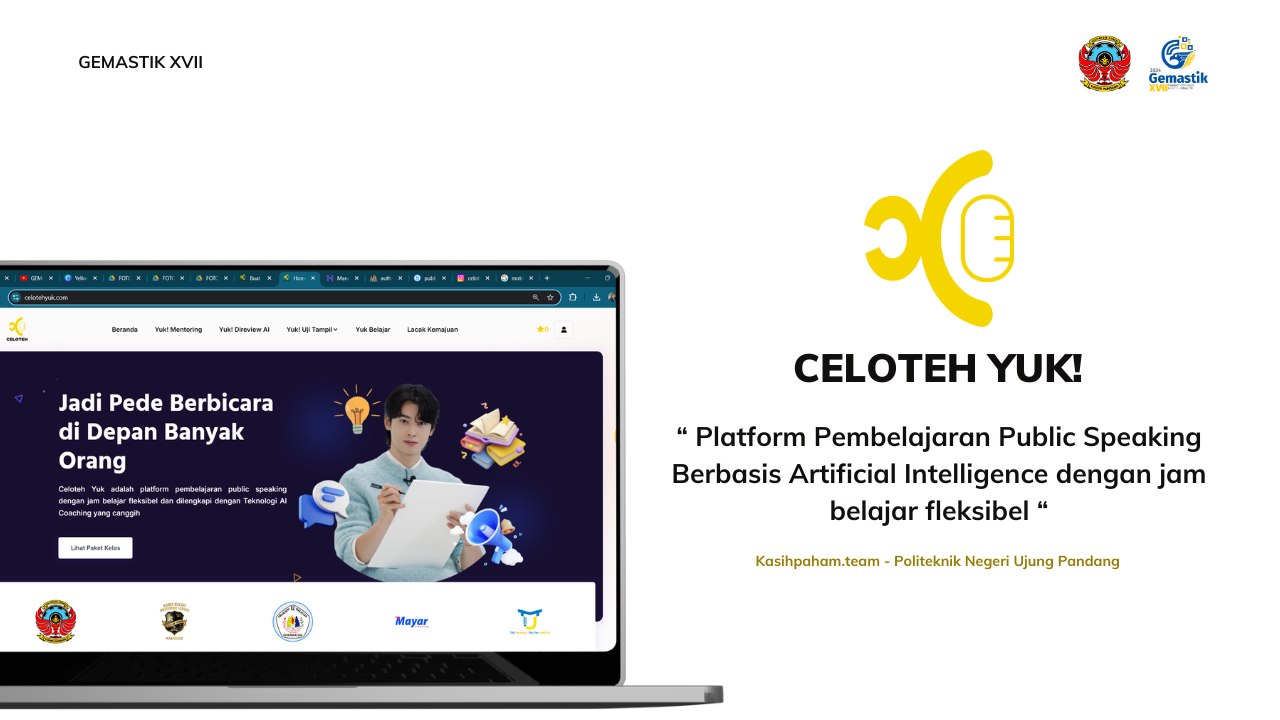 GEMASTIK XVII
2024
Gemastik
XVII
CELOTEH YUK!
“ Platform Pembelajaran Public Speaking
Berbasis Artificial Intelligence dengan jam
belajar fleksibel “
Kasihpaham.team - Politeknik Negeri Ujung Pandang
celotehyuk.com
CELOTEH
Beranda
Yuk! Mentoring
Yuk! Direview AI
Yuk! Uji Tampil
Yuk Belajar
Lacak Komajuan
0
Jadi Pede Berbicara
di Depan Banyak
Orang
Celoteh Yuk adalah platform pembelajaran public speaking
dengan jam belajar fleksibel dan dilengkapi dengan Teknologi AI
Coaching yang canggih
Lihat Paket Kelas
Mayar